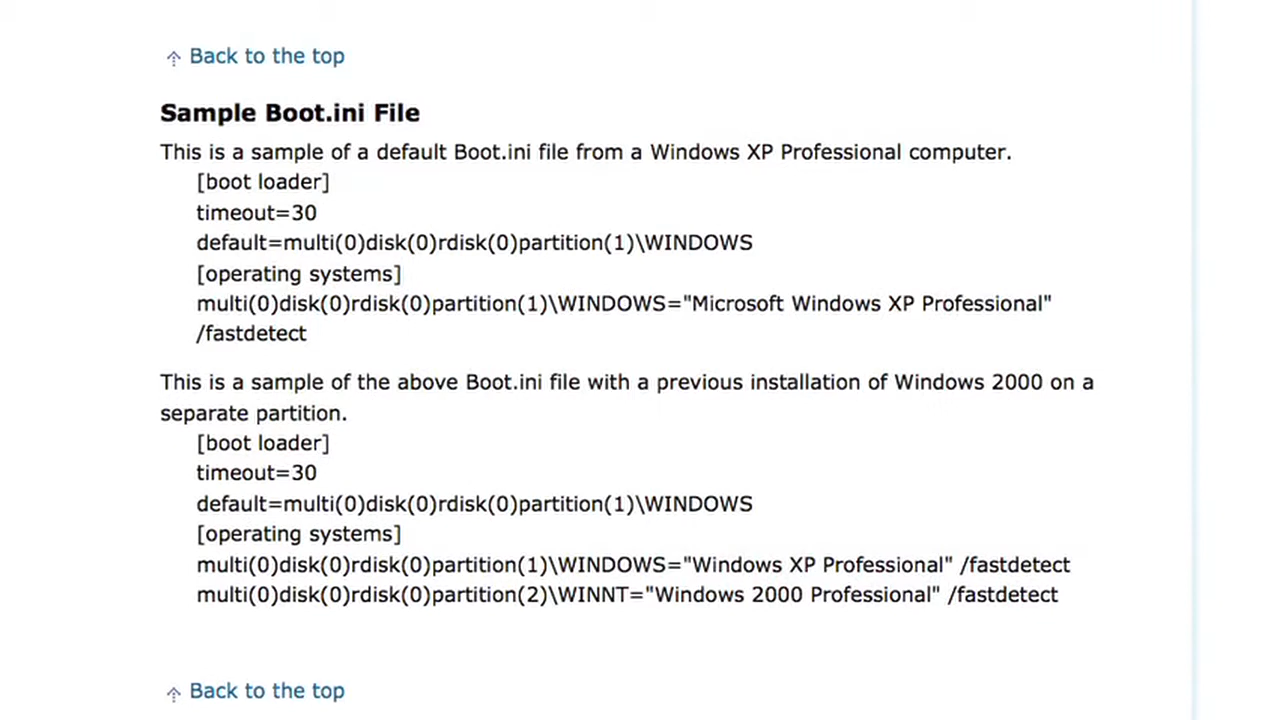 Back to the top
Sample Boot.ini File
This is a sample of a default Boot.ini file from a Windows XP Professional computer.
[boot loader]
timeout=30
default=multi(0)disk(0)rdisk(0)partition(1)\WINDOWS
[operating systems]
multi(0)disk(0)rdisk(0)partition(1)\WINDOWS="Microsoft Windows XP Professional"
/fastdetect
This is a sample of the above Boot.ini file with a previous installation of Windows 2000 on a
separate partition.
[boot loader]
timeout=30
default=multi(0)disk(0)rdisk(0)partition(1)\WINDOWS
[operating systems]
multi(0)disk(0)rdisk(0)partition(1)\WINDOWS="Windows XP Professional" /fastdetect
multi(0)disk(0)rdisk(0)partition(2)\WINNT="Windows 2000 Professional" /fastdetect
Back to the top